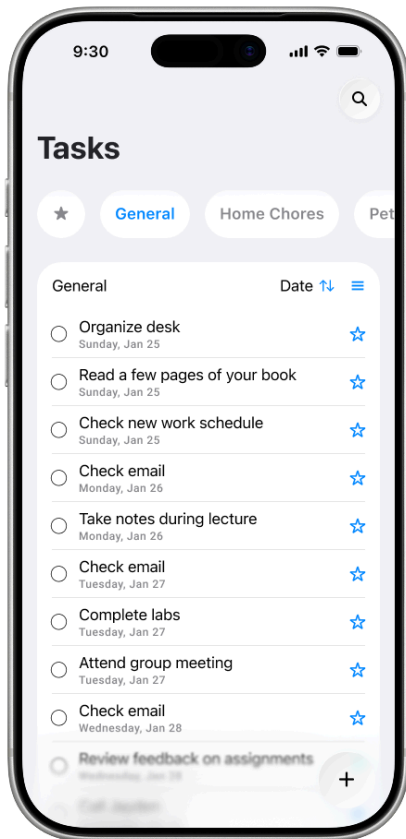 9:30
Tasks
General
Home Chores
Pet
General
Date
Organize desk
Sunday, Jan 25
Read a few pages of your book
Sunday, Jan 25
Check new work schedule
Sunday, Jan 25
Check email
Monday, Jan 26
Take notes during lecture
Monday, Jan 26
Check email
Tuesday, Jan 27
Complete labs
Tuesday, Jan 27
Attend group meeting
Tuesday, Jan 27
Check email
Wednesday, Jan 28
Review feedback on assignments
Wednesday, Jan 28